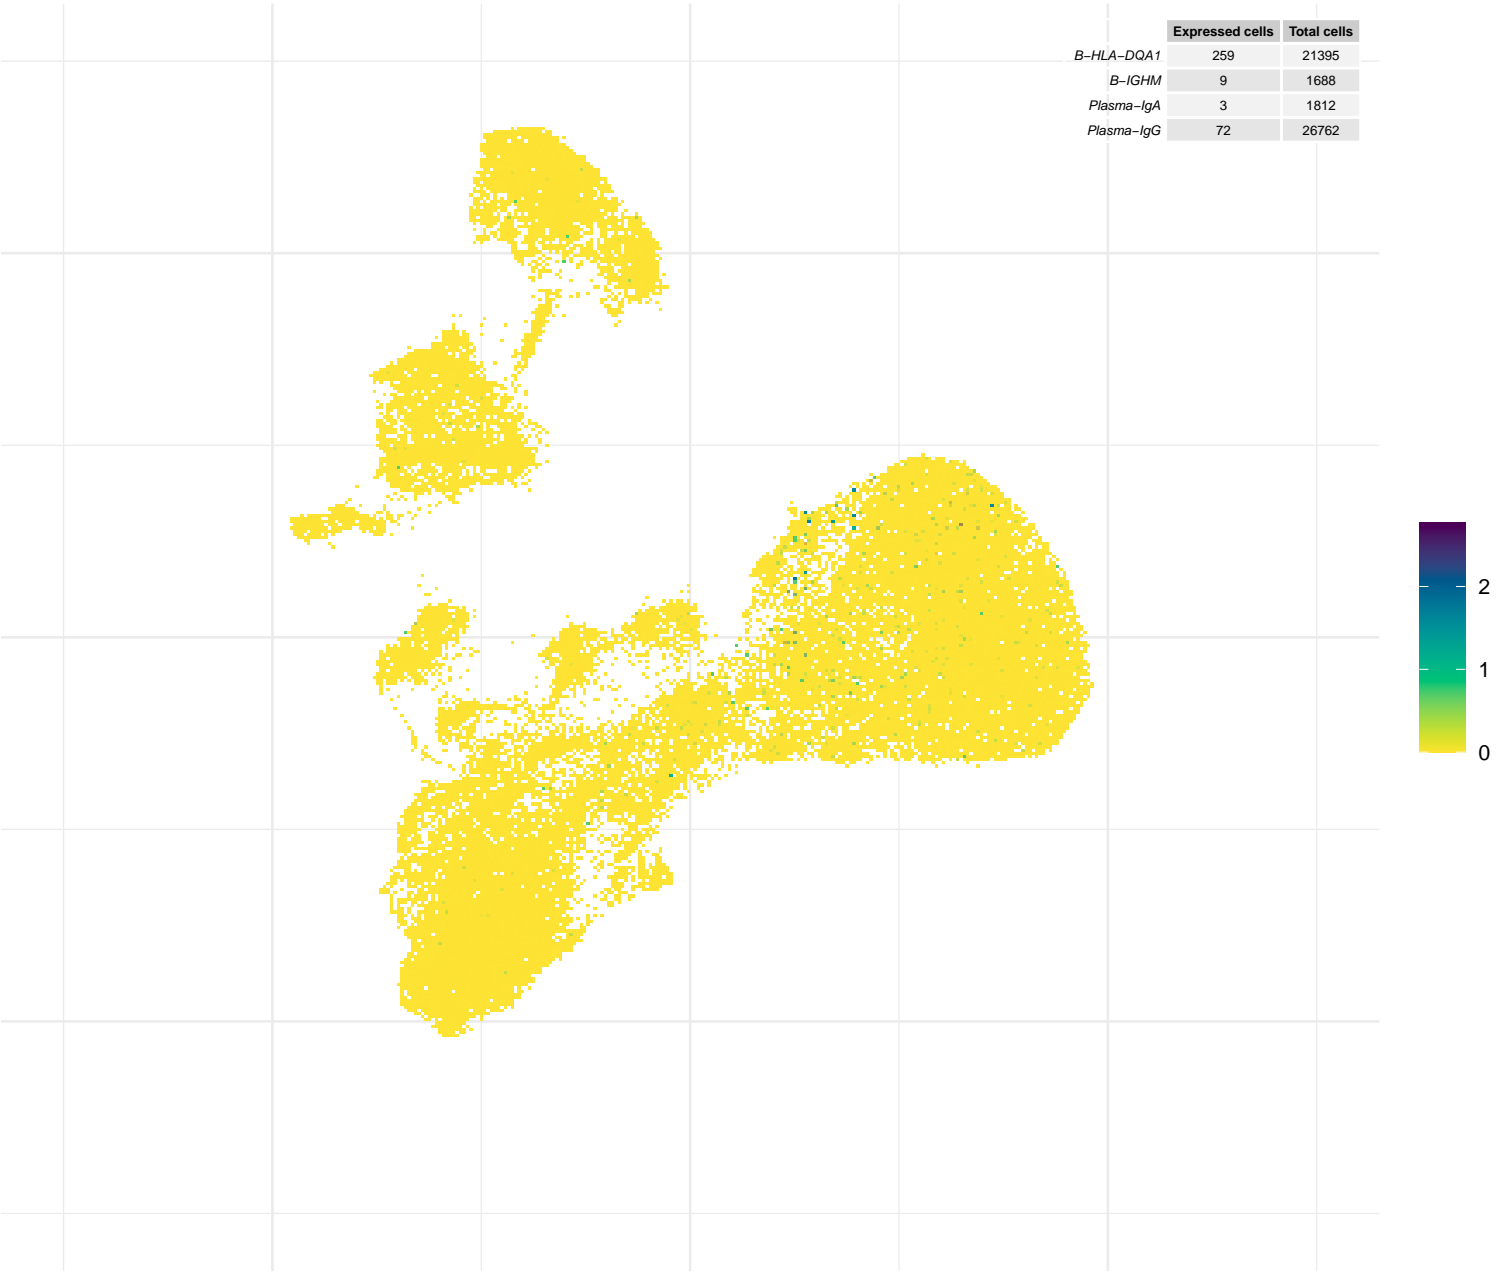 Expressed cells Total cells
B−HLA−DQA1 259 21395
B−IGHM 9 1688
Plasma−IgA 3 1812
Plasma−IgG 72 26762
2
1
0